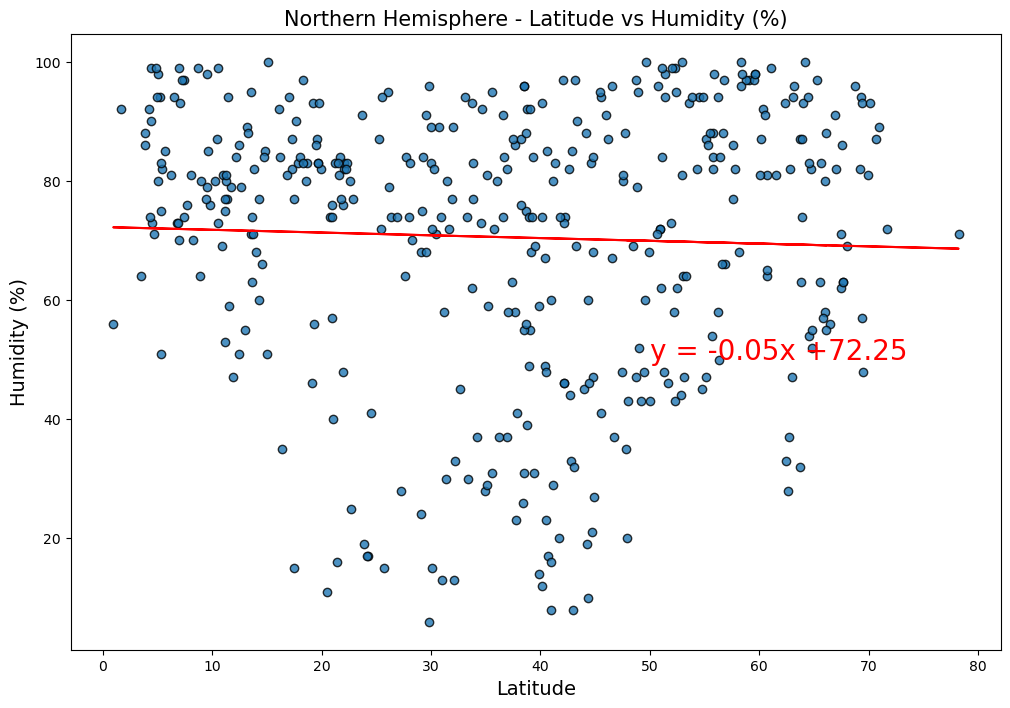 Northern Hemisphere - Latitude vs Humidity (%)
Humidity (%)
100
80
60
40
20
y = -0.05x +72.25
0 10 20 30 40 50 60 70 80
Latitude